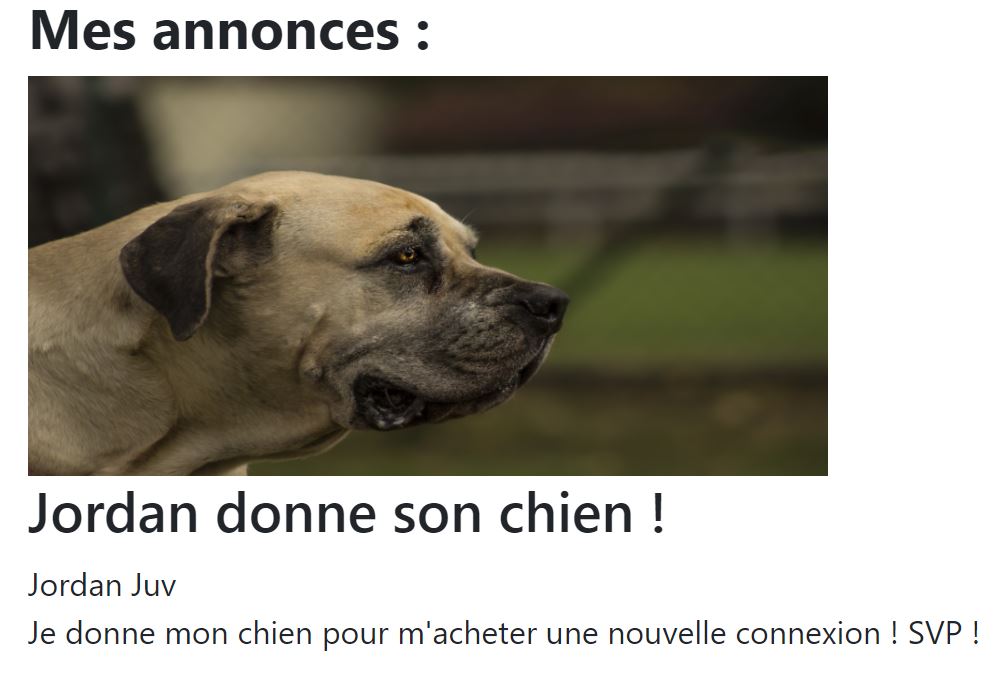 Mes annonces :
Jordan donne son chien !
Jordan Juv
Je donne mon chien pour m'acheter une nouvelle connexion ! SVP !